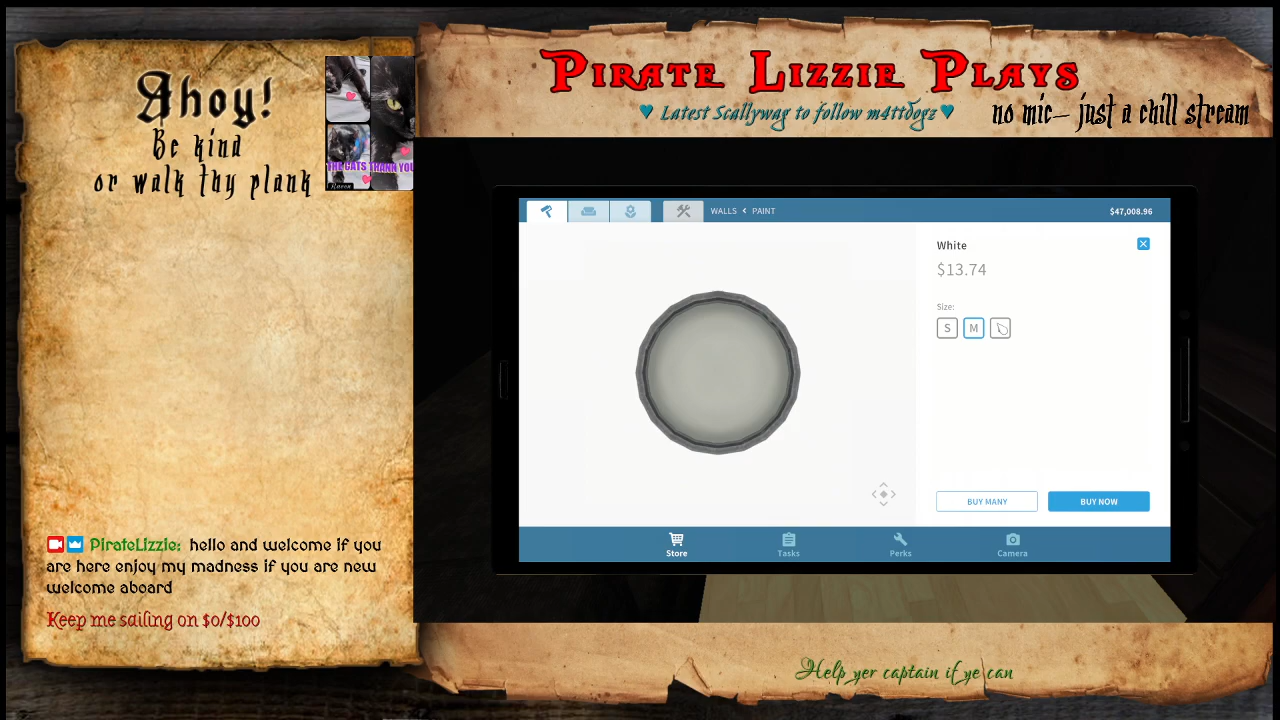 Ahoy!
Be kind
or walk thy plank
THE CATS THANK YOU
Raven
Pirate Lizzie Plays
Latest Scallywag to follow m4ttdogz
no mic- just a chill stream
WALLS < PAINT
$47,008.96
White
$13.74
Size:
S M
BUY MANY BUY NOW
Store Tasks Perks Camera
PirateLizzie: hello and welcome if you
are here enjoy my madness if you are new
welcome aboard
Keep me sailing on $0/$100
Help yer captain if ye can